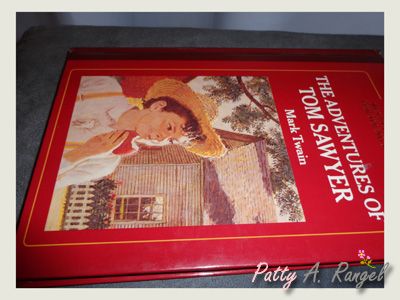 THE ADVENTURES OF
TOM SAWYER
Mark Twain
Patty A. Rangel